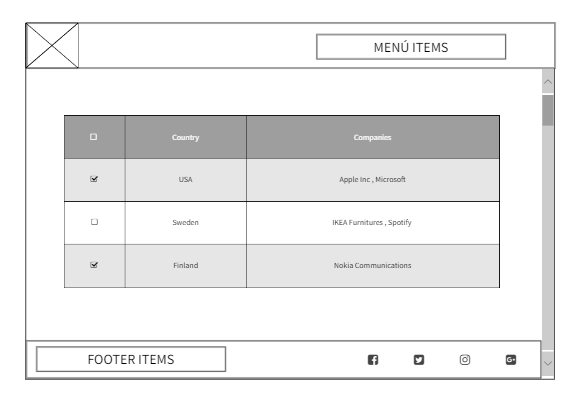 MENÚ ITEMS
Country Companies
USA Apple Inc , Microsoft
Sweden IKEA Furnitures , Spotify
Finland Nokia Communications
FOOTER ITEMS